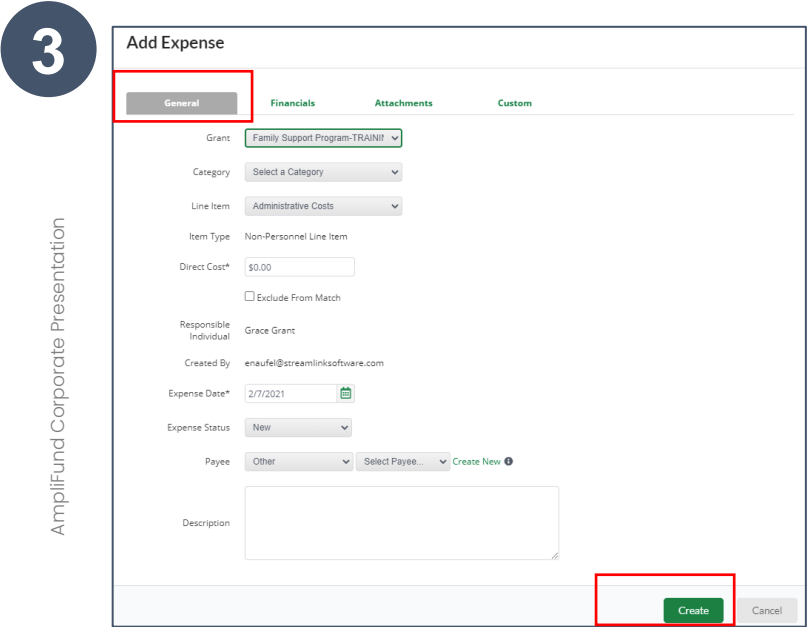 3
AmpliFund Corporate Presentation
Add Expense
General Financials Attachments Custom
Grant Family Support Program-TRAINI
Category Select a Category
Line Item Administrative Costs
Item Type Non-Personnel Line Item
Direct Cost* $0.00
Exclude From Match
Responsible
Individual Grace Grant
Created By enaufel@streamlinksoftware.com
Expense Date* 2/7/2021
Expense Status New
Payee Other Select Payee... Create New
Description
Create Cancel